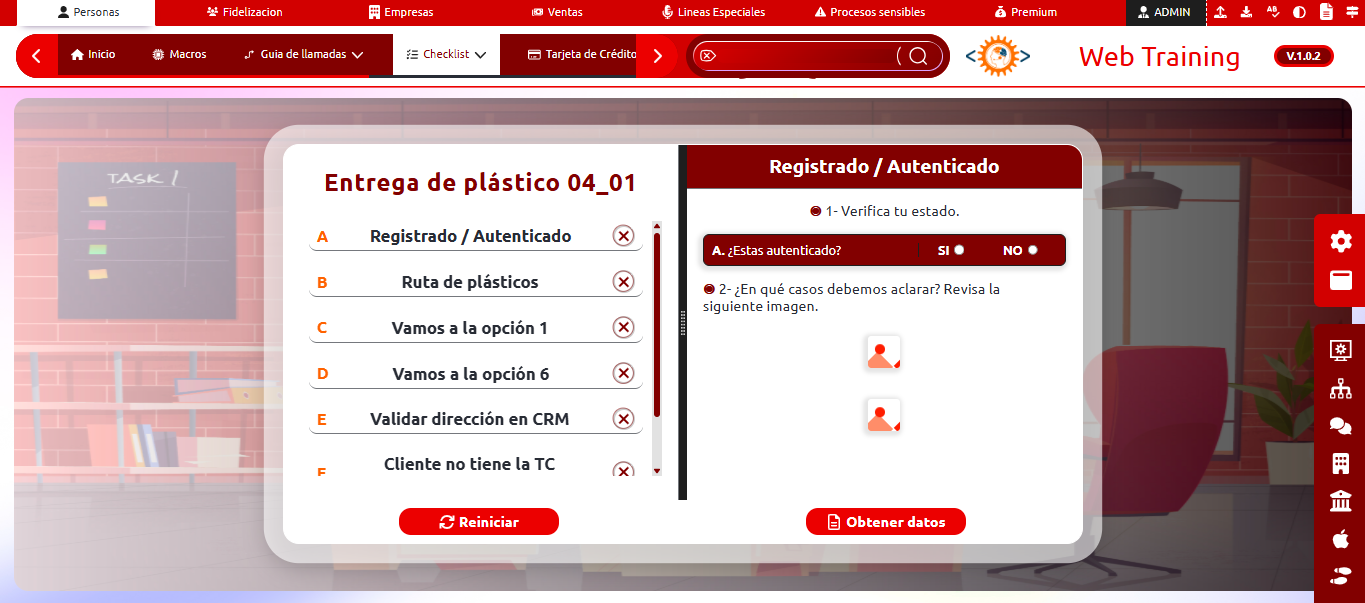 Personas
Fidelizacion
Empresas
Ventas
Lineas Especiales
Procesos sensibles
Premium
ADMIN
Inicio
Macros
Guia de llamadas
Checklist
Tarjeta de Crédito
Web Training
V.1.0.2
TASK 1
Entrega de plástico 04_01
A Registrado / Autenticado
B Ruta de plásticos
C Vamos a la opción 1
D Vamos a la opción 6
E Validar dirección en CRM
F Cliente no tiene la TC
Reiniciar
Registrado / Autenticado
1- Verifica tu estado.
A. ¿Estas autenticado? SI NO
2- ¿En qué casos debemos aclarar? Revisa la
siguiente imagen.
Obtener datos